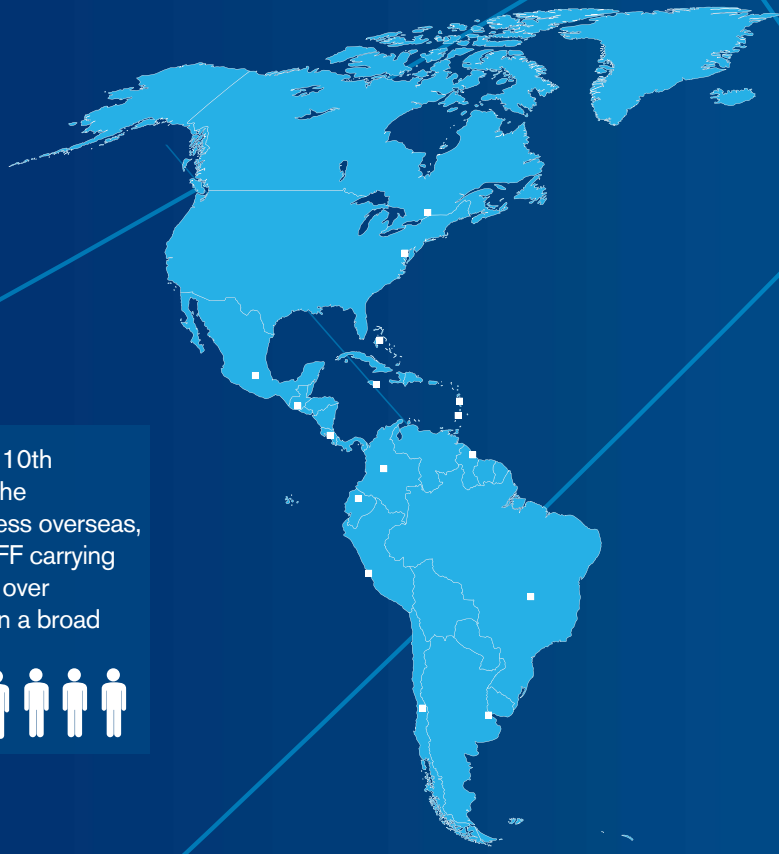 10th
he
ess overseas,
FF carrying
over
n a broad